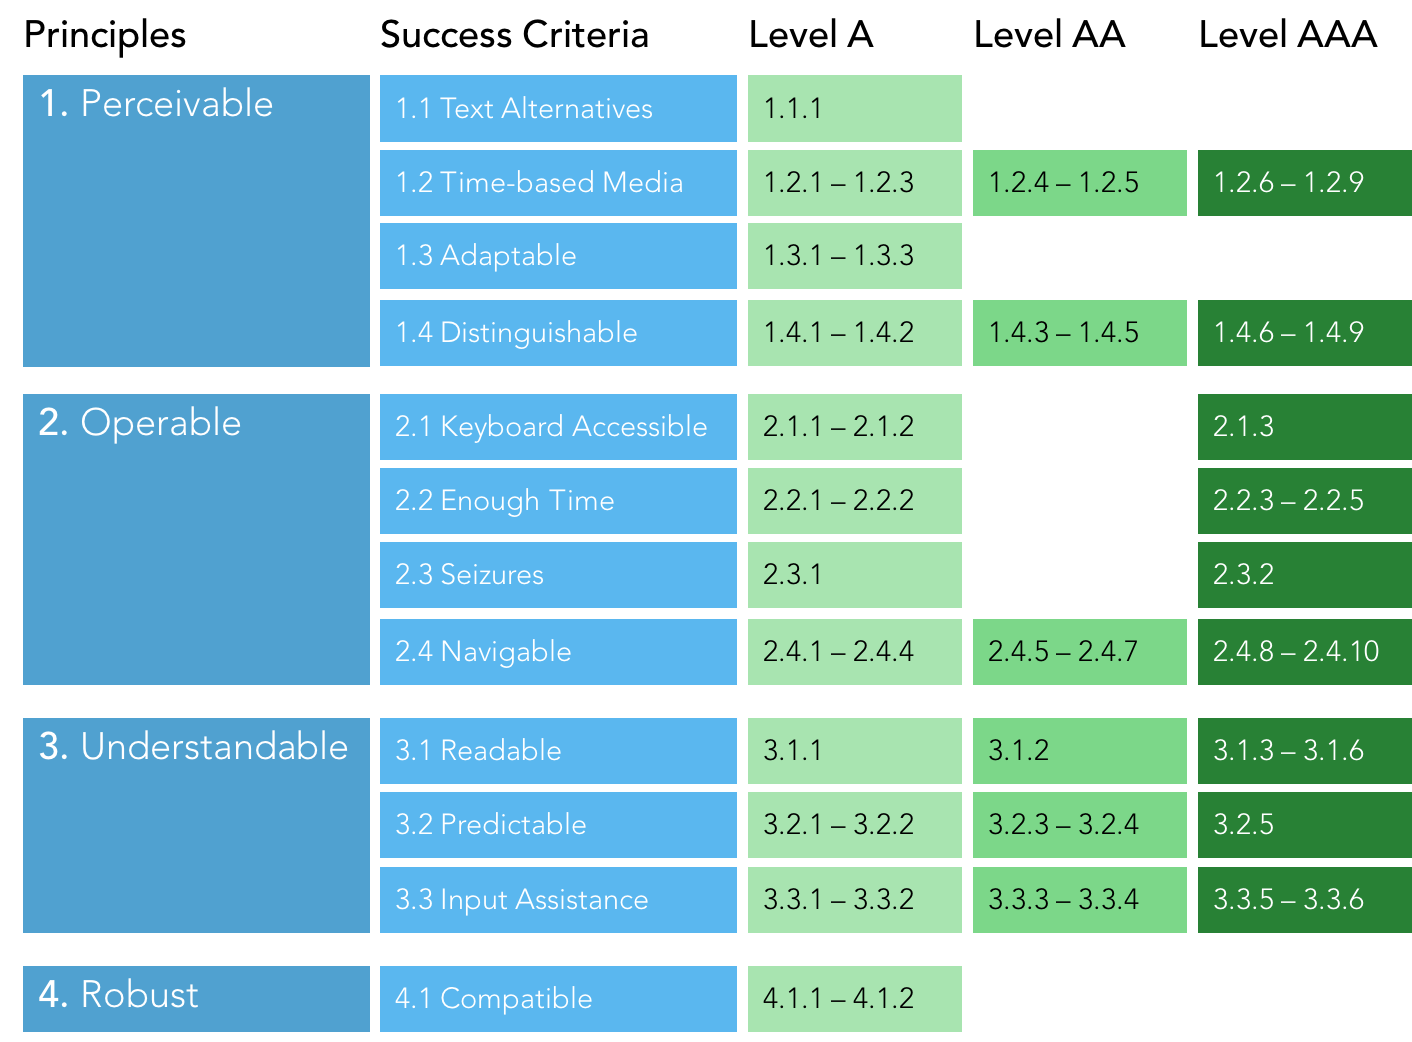 Principles Success Criteria Level A Level AA Level AAA
1. Perceivable 1.1 Text Alternatives 1.1.1
1.2 Time-based Media 1.2.1 – 1.2.3 1.2.4 – 1.2.5 1.2.6 – 1.2.9
1.3 Adaptable 1.3.1 – 1.3.3
1.4 Distinguishable 1.4.1 – 1.4.2 1.4.3 – 1.4.5 1.4.6 – 1.4.9
2. Operable 2.1 Keyboard Accessible 2.1.1 – 2.1.2 2.1.3
2.2 Enough Time 2.2.1 – 2.2.2 2.2.3 – 2.2.5
2.3 Seizures 2.3.1 2.3.2
2.4 Navigable 2.4.1 – 2.4.4 2.4.5 – 2.4.7 2.4.8 – 2.4.10
3. Understandable 3.1 Readable 3.1.1 3.1.2 3.1.3 – 3.1.6
3.2 Predictable 3.2.1 – 3.2.2 3.2.3 – 3.2.4 3.2.5
3.3 Input Assistance 3.3.1 – 3.3.2 3.3.3 – 3.3.4 3.3.5 – 3.3.6
4. Robust 4.1 Compatible 4.1.1 – 4.1.2